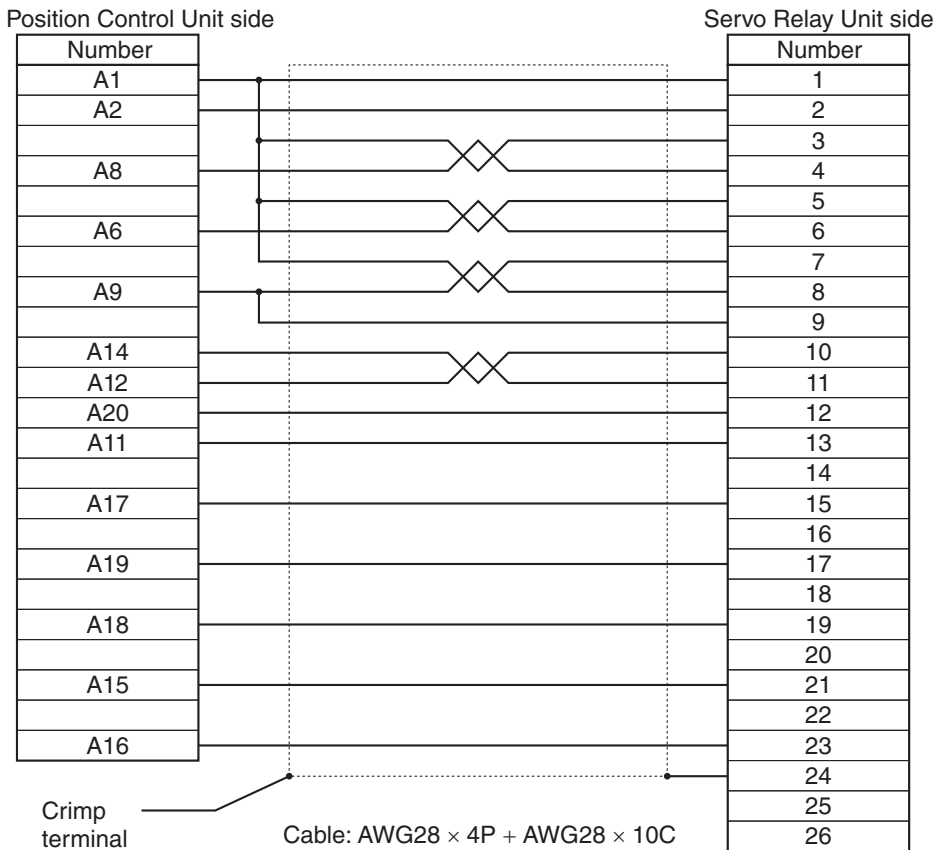 Position Control Unit side Servo Relay Unit side
Number Number
A1 1
A2 2
3
A8 4
5
A6 6
7
A9 8
9
A14 10
A12 11
A20 12
A11 13
14
A17 15
16
A19 17
18
A18 19
20
A15 21
22
A16 23
24
Crimp 25
terminal Cable: AWG28 × 4P + AWG28 × 10C 26